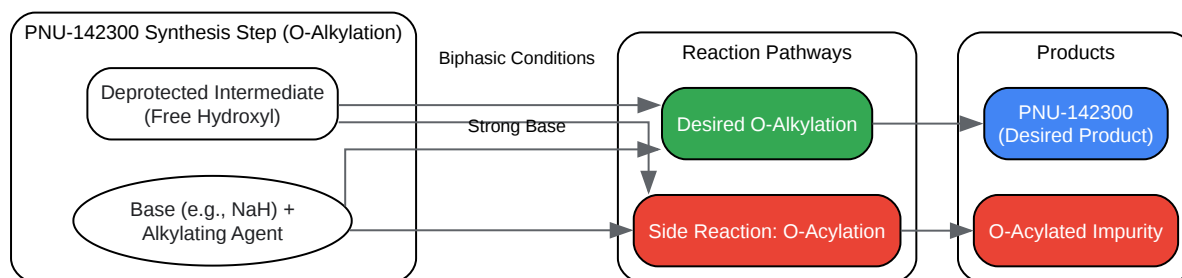 PNU-142300 Synthesis Step (O-Alkylation)
Deprotected Intermediate
(Free Hydroxyl)
Base (e.g., NaH) +
Alkylating Agent
Biphasic Conditions
Strong Base
Reaction Pathways
Desired O-Alkylation
Side Reaction: O-Acylation
Products
PNU-142300
(Desired Product)
O-Acylated Impurity